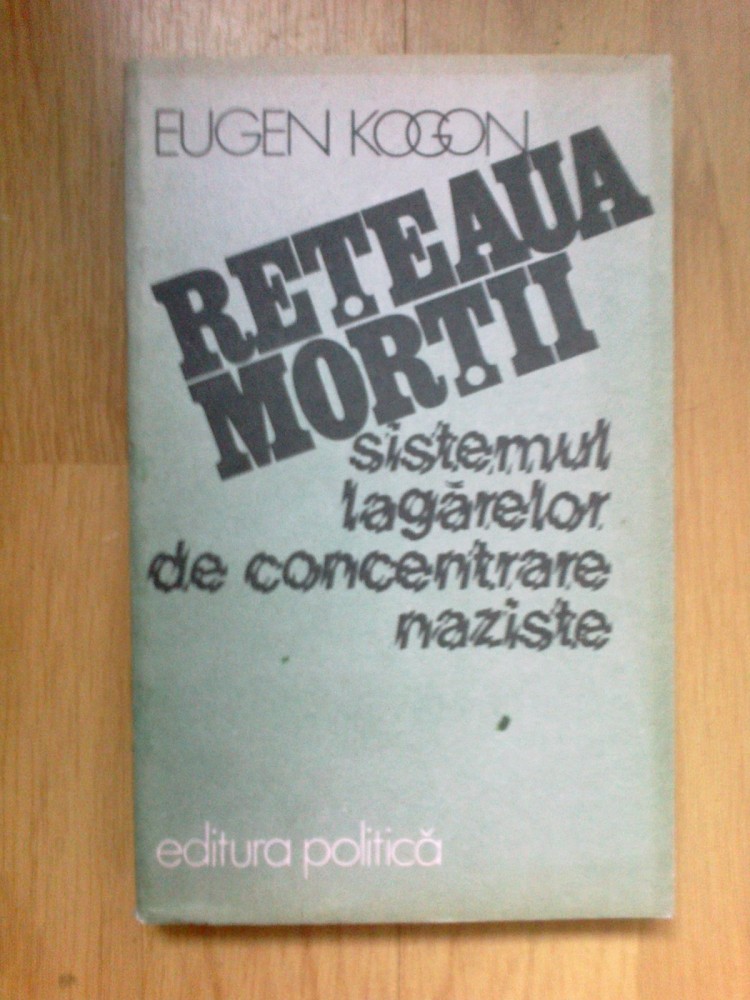 EUGEN KOGON
REȚEAUA
MORȚII
sistemul
lagărelor
de concentrare
naziste
editura politică